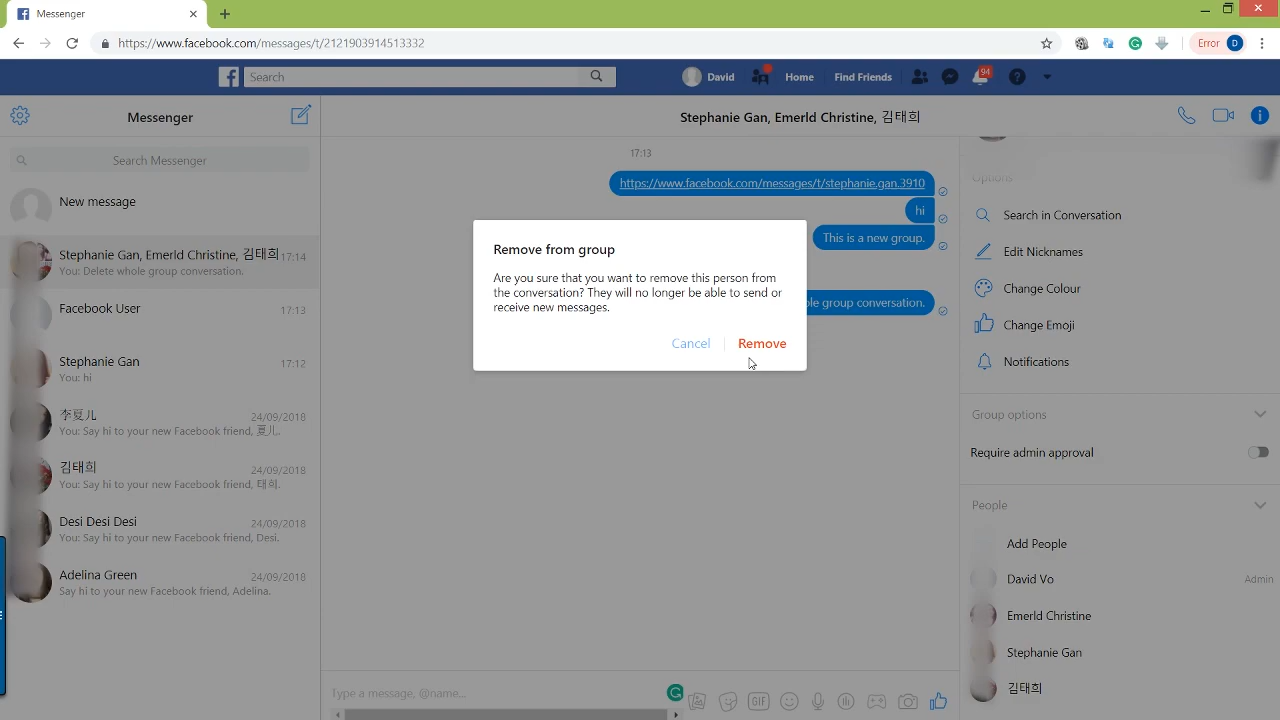 Messenger
https://www.facebook.com/messages/t/2121903914513332
Error D
Search
David
Home
Find Friends
94
Messenger
Stephanie Gan, Emerld Christine, 김태희
Search Messenger
New message
Stephanie Gan, Emerld Christine, 김태희 17:14
You: Delete whole group conversation.
Facebook User 17:13
Stephanie Gan 17:12
You: hi
李夏儿 24/09/2018
You: Say hi to your new Facebook friend, 夏儿.
김태희 24/09/2018
You: Say hi to your new Facebook friend, 태희.
Desi Desi Desi 24/09/2018
You: Say hi to your new Facebook friend, Desi.
Adelina Green 24/09/2018
Say hi to your new Facebook friend, Adelina.
17:13
https://www.facebook.com/messages/t/stephanie.gan.3910
hi
This is a new group.
ole group conversation.
Remove from group
Are you sure that you want to remove this person from
the conversation? They will no longer be able to send or
receive new messages.
Cancel
Remove
Type a message, @name...
GIF
Options
Search in Conversation
Edit Nicknames
Change Colour
Change Emoji
Notifications
Group options
Require admin approval
People
Add People
David Vo Admin
Emerld Christine
Stephanie Gan
김태희